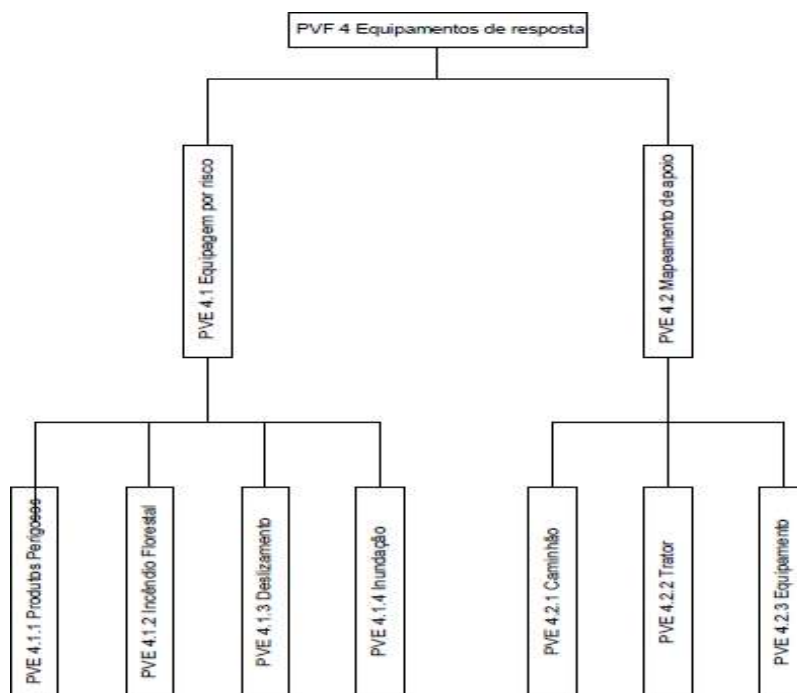 PVF 4 Equipamentos de resposta
PVE 4.1 Equipagem por risco
PVE 4.2 Mapeamento de apoio
PVE 4.1.1 Produtos Perigosos
PVE 4.1.2 Incêndio Florestal
PVE 4.1.3 Deslizamento
PVE 4.1.4 Inundação
PVE 4.2.1 Caminhão
PVE 4.2.2 Trator
PVE 4.2.3 Equipamento